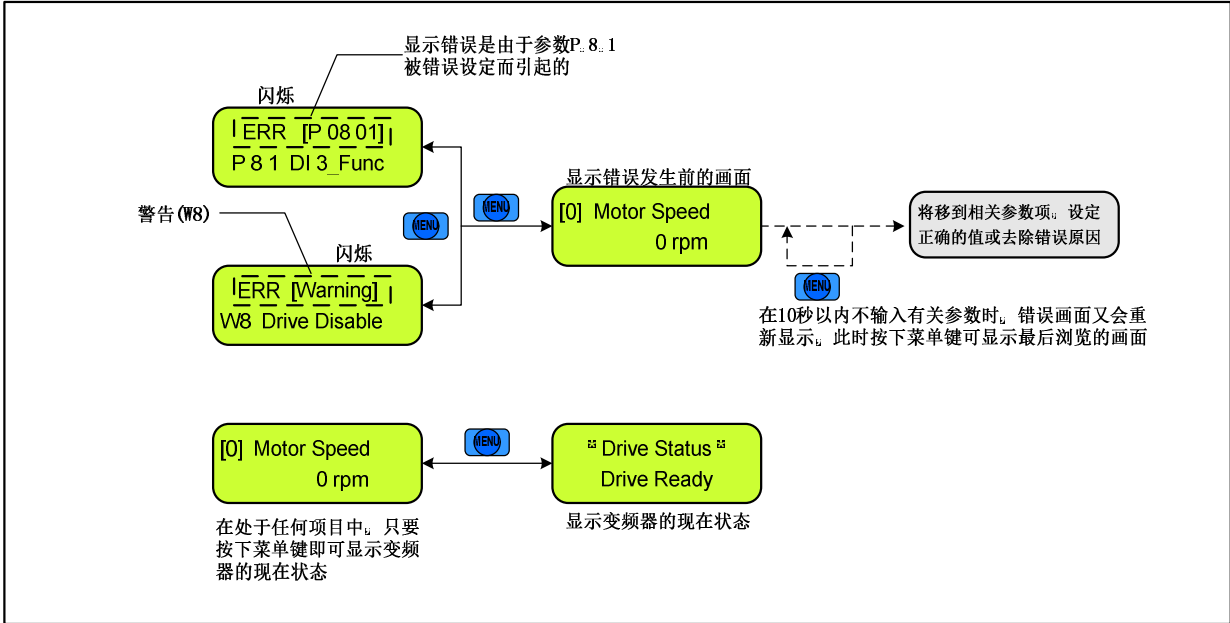 显示错误是由于参数P.8.1
被错误设定而引起的
闪烁
ERR [P 08 01]
P 8 1 DI 3_Func
MENU
MENU
显示错误发生前的画面
[0] Motor Speed
0 rpm
将移到相关参数项。设定
正确的值或去除错误原因
警告(W8)
闪烁
ERR [Warning]
W8 Drive Disable
MENU
在10秒以内不输入有关参数时。错误画面又会重
新显示。此时按下菜单键可显示最后浏览的画面
[0] Motor Speed
0 rpm
MENU
" Drive Status "
Drive Ready
在处于任何项目中。只要
按下菜单键即可显示变频
器的现在状态
显示变频器的现在状态